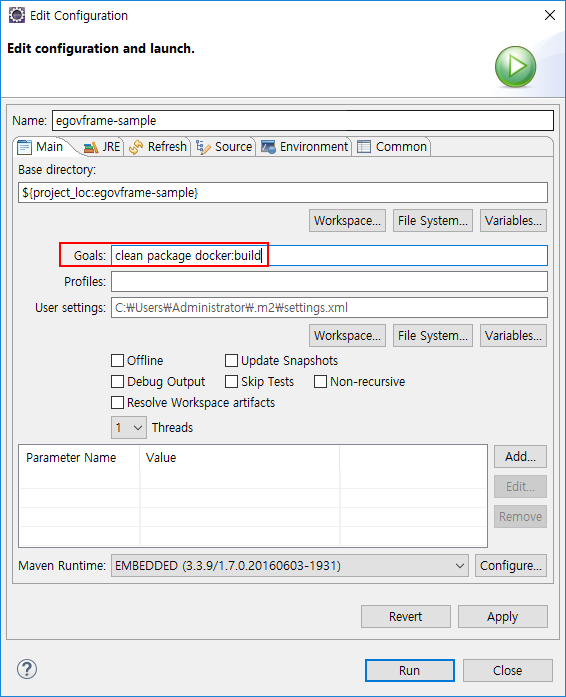 Edit Configuration
Edit configuration and launch.
Name: egovframe-sample
Main JRE Refresh Source Environment Common
Base directory:
${project_loc:egovframe-sample}
Workspace... File System... Variables...
Goals: clean package docker:build
Profiles:
User settings: C:₩Users₩Administrator₩.m2₩settings.xml
Workspace... File System... Variables...
Offline Update Snapshots
Debug Output Skip Tests Non-recursive
Resolve Workspace artifacts
1 Threads
Parameter Name Value Add...
Edit...
Remove
Maven Runtime: EMBEDDED (3.3.9/1.7.0.20160603-1931) Configure...
Revert Apply
? Run Close